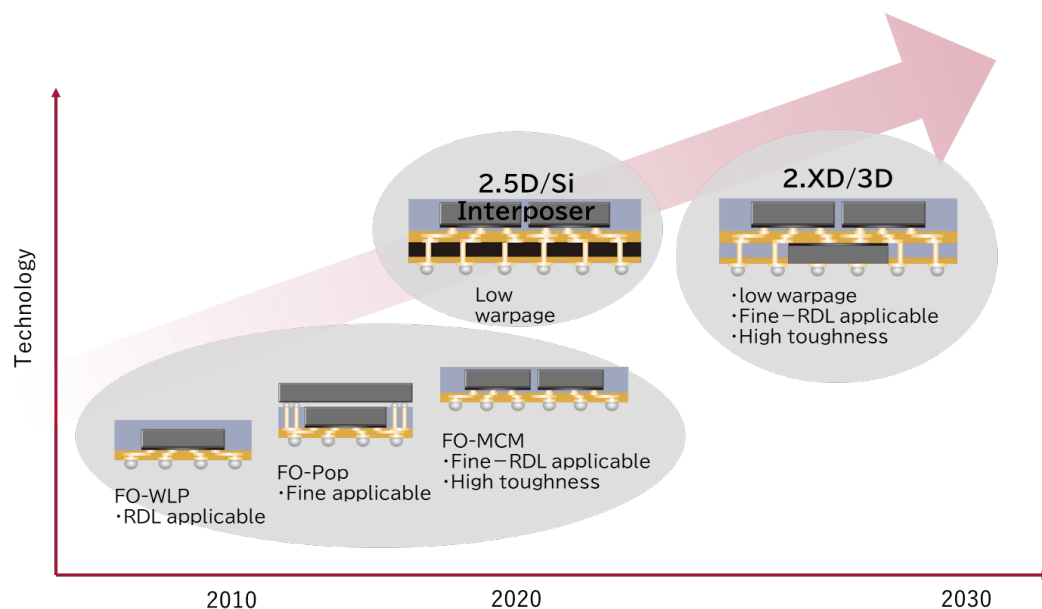 Technology
2.5D/Si
Interposer
Low
warpage
2.XD/3D
・low warpage
・Fine－RDL applicable
・High toughness
FO-WLP
・RDL applicable
FO-Pop
・Fine applicable
FO-MCM
・Fine－RDL applicable
・High toughness
2010
2020
2030